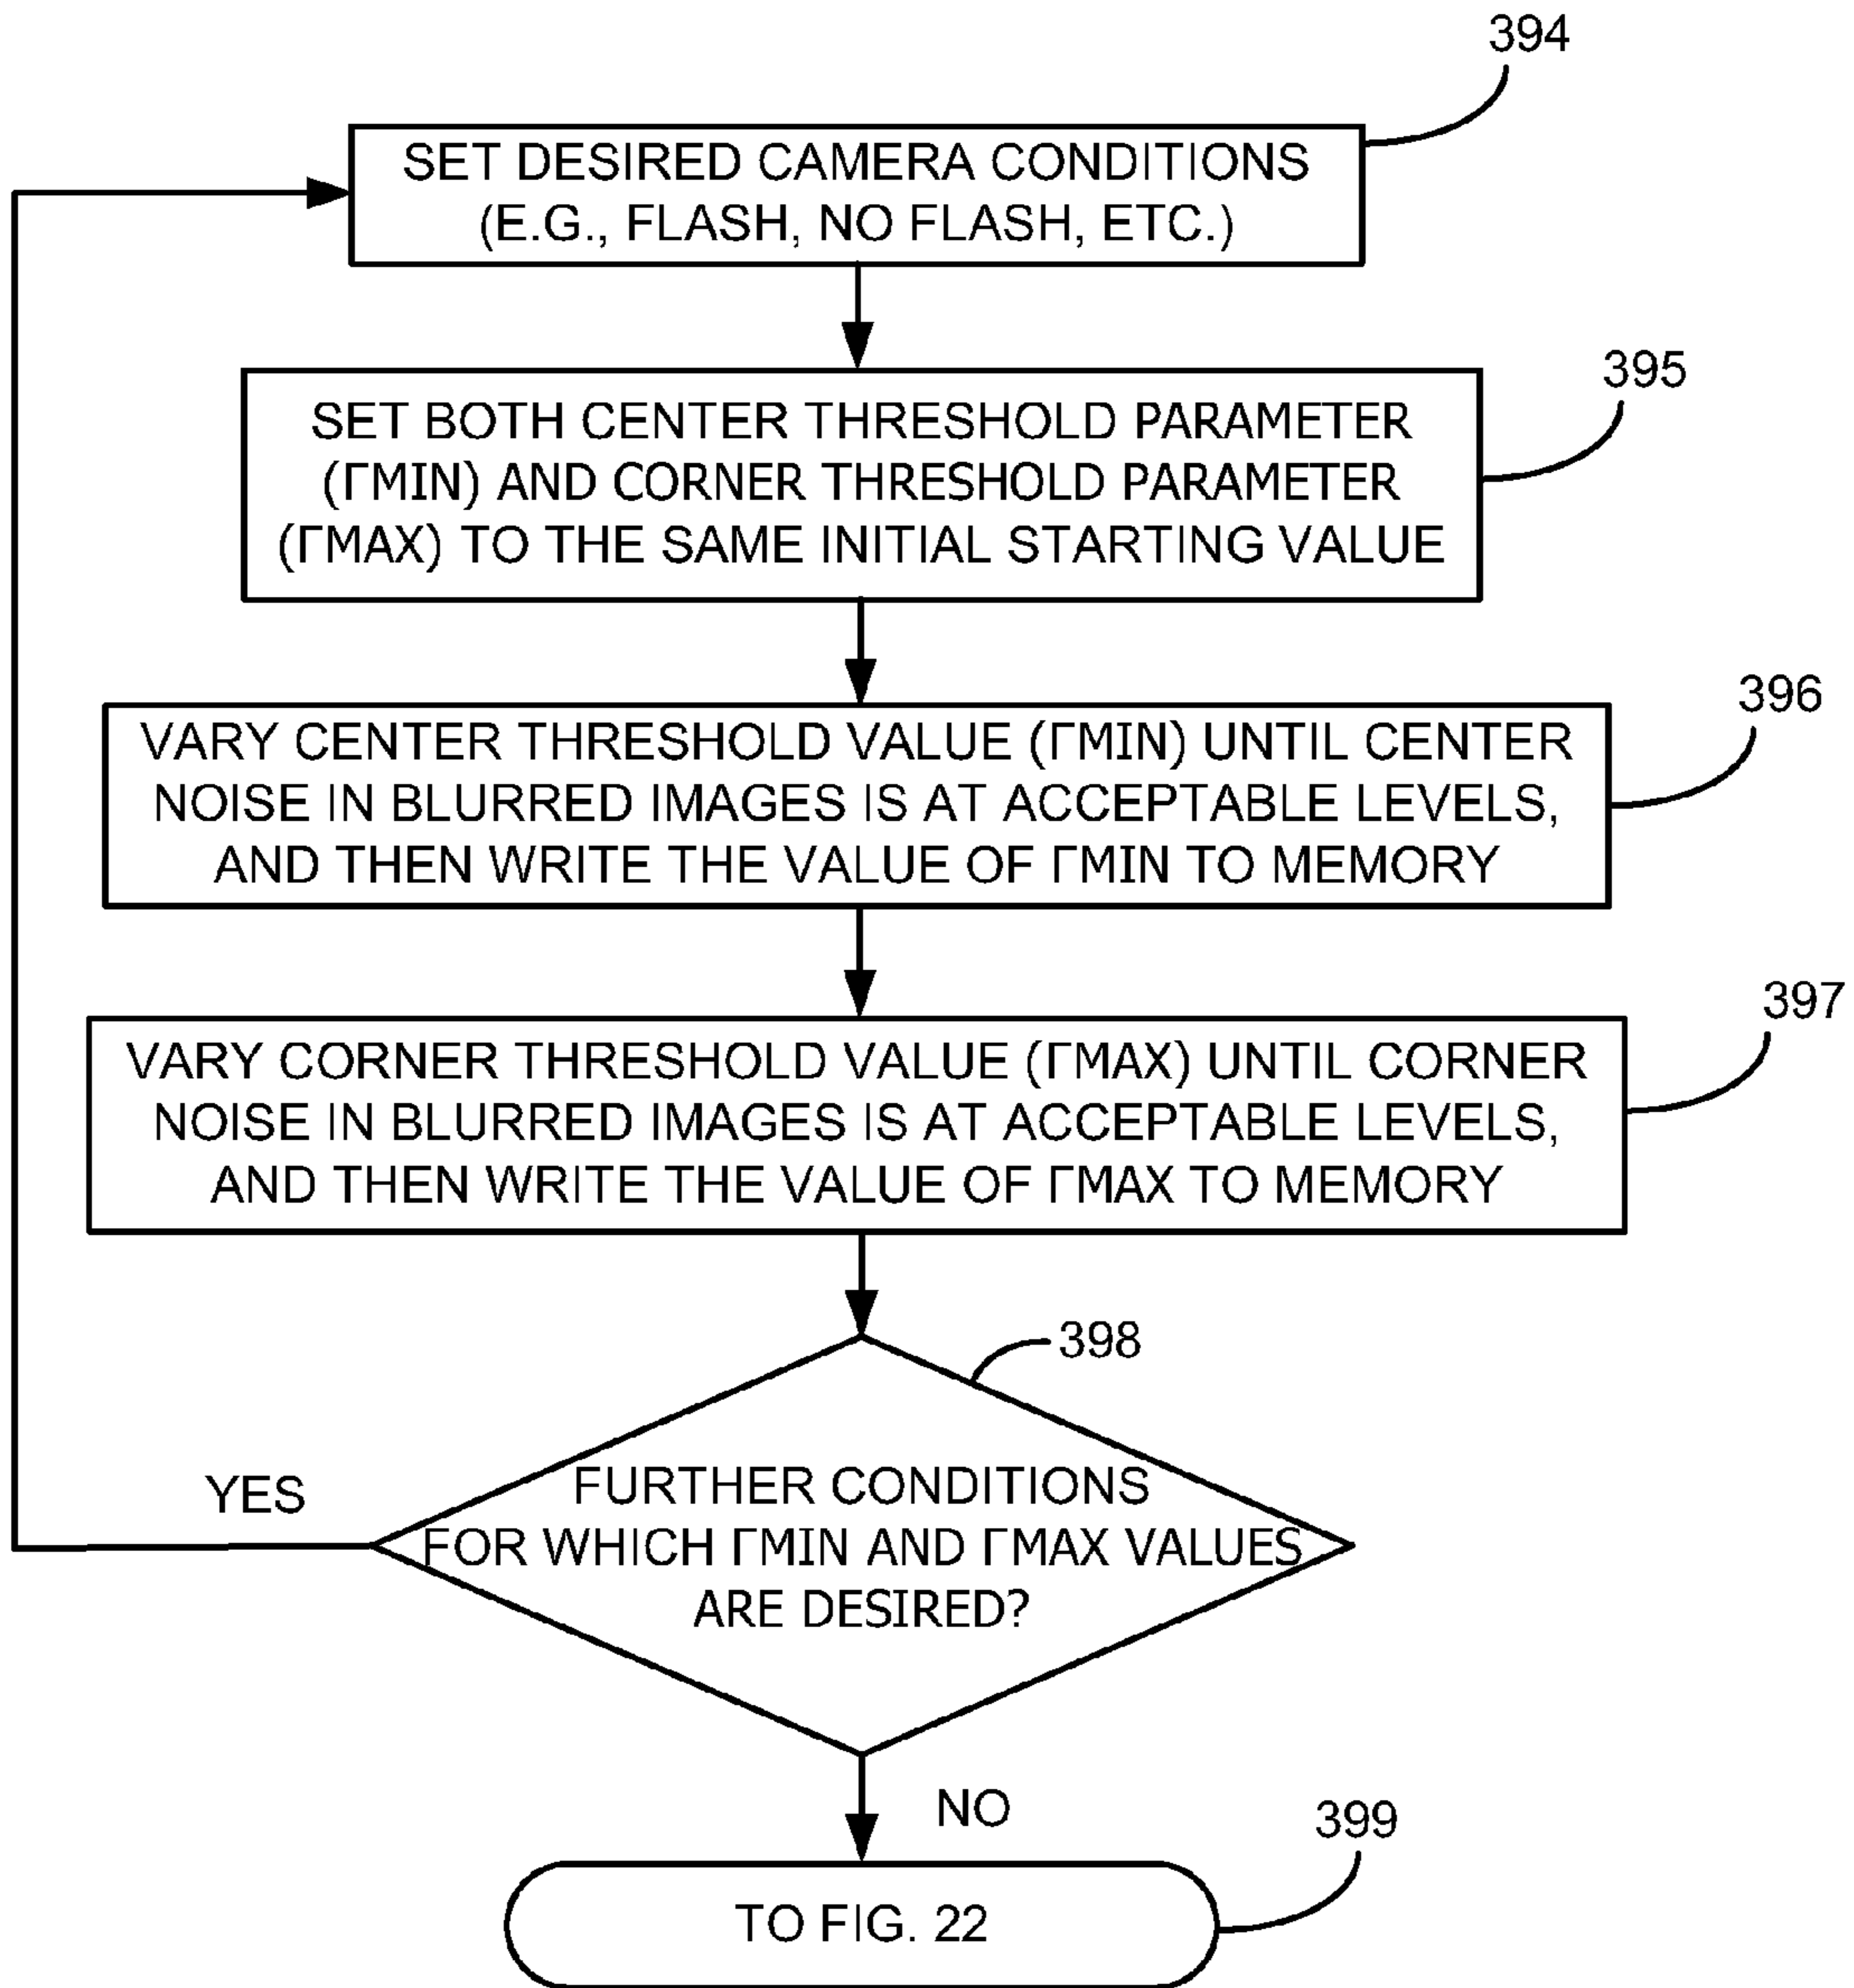 394
SET DESIRED CAMERA CONDITIONS
(E.G., FLASH, NO FLASH, ETC.)
395
SET BOTH CENTER THRESHOLD PARAMETER
(ΓMIN) AND CORNER THRESHOLD PARAMETER
(ΓMAX) TO THE SAME INITIAL STARTING VALUE
396
VARY CENTER THRESHOLD VALUE (ΓMIN) UNTIL CENTER
NOISE IN BLURRED IMAGES IS AT ACCEPTABLE LEVELS,
AND THEN WRITE THE VALUE OF ΓMIN TO MEMORY
397
VARY CORNER THRESHOLD VALUE (ΓMAX) UNTIL CORNER
NOISE IN BLURRED IMAGES IS AT ACCEPTABLE LEVELS,
AND THEN WRITE THE VALUE OF ΓMAX TO MEMORY
398
YES
FURTHER CONDITIONS
FOR WHICH ΓMIN AND ΓMAX VALUES
ARE DESIRED?
NO
399
TO FIG. 22